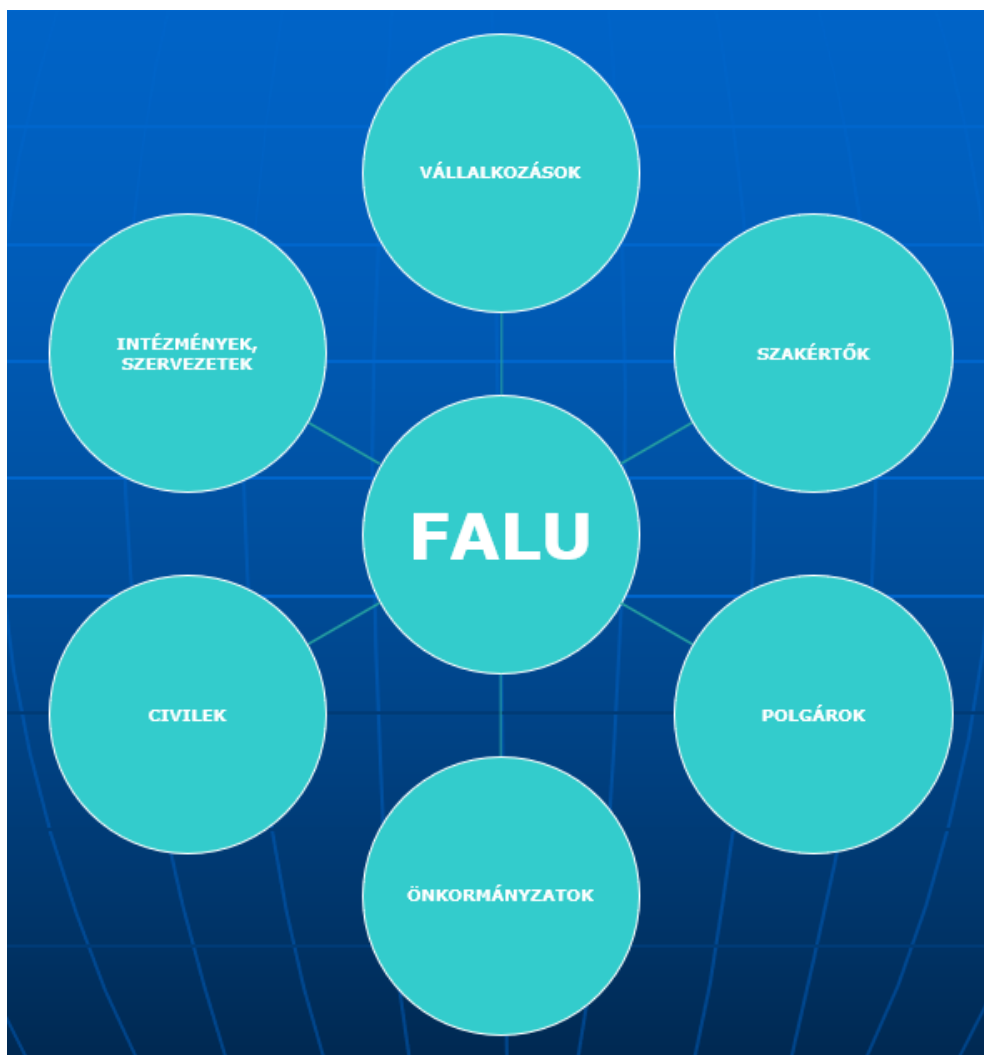 VÁLLALKOZÁSOK
INTÉZMÉNYEK,
SZERVEZETEK
SZAKÉRTŐK
FALU
CIVILEK
POLGÁROK
ÖNKORMÁNYZATOK